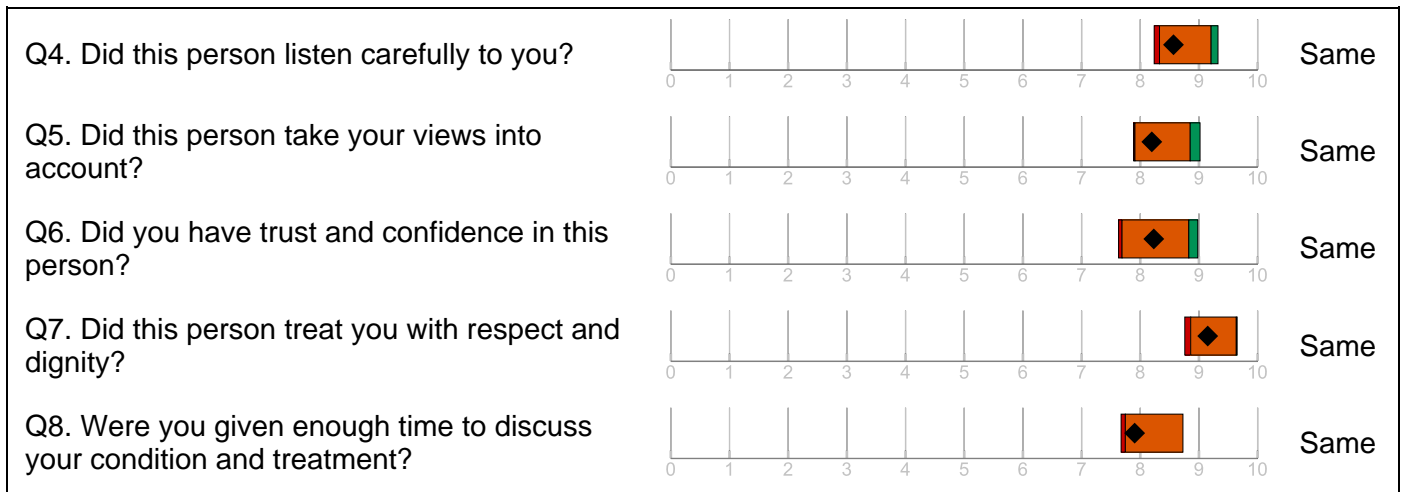 Q4. Did this person listen carefully to you?
Same
0 1 2 3 4 5 6 7 8 9 10
Q5. Did this person take your views into
account?
Same
0 1 2 3 4 5 6 7 8 9 10
Q6. Did you have trust and confidence in this
person?
Same
0 1 2 3 4 5 6 7 8 9 10
Q7. Did this person treat you with respect and
dignity?
Same
0 1 2 3 4 5 6 7 8 9 10
Q8. Were you given enough time to discuss
your condition and treatment?
Same
0 1 2 3 4 5 6 7 8 9 10